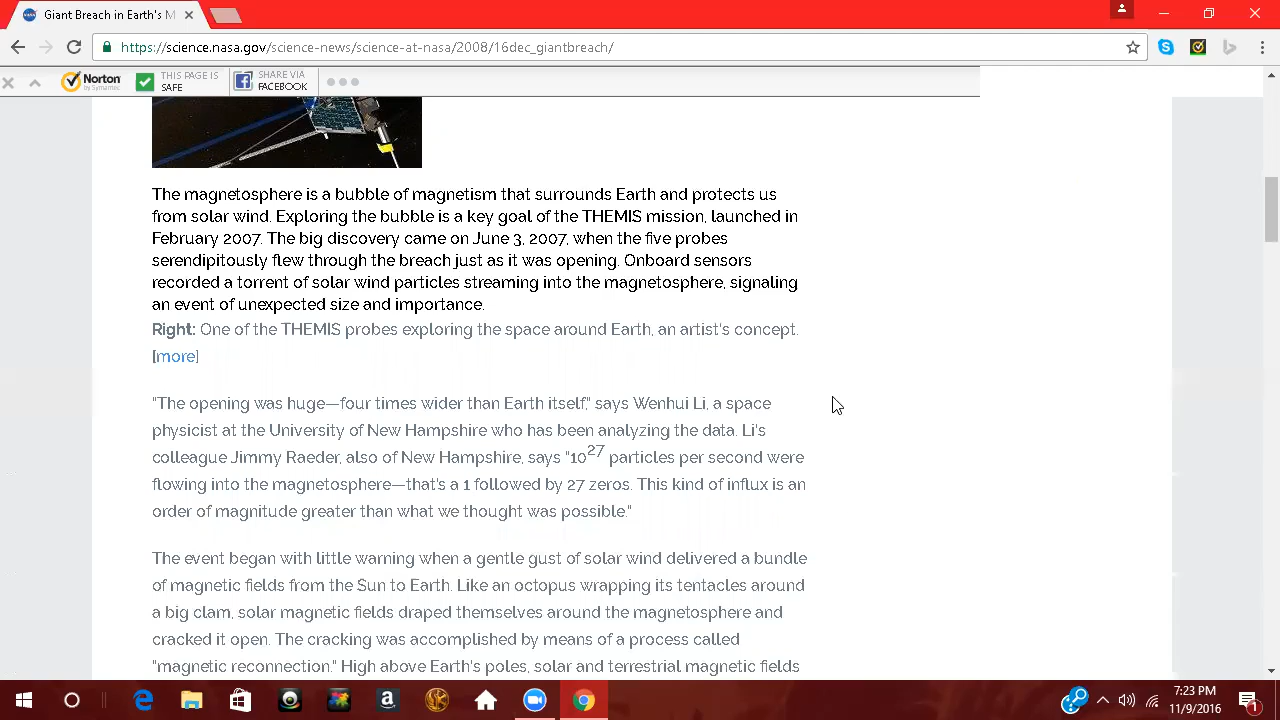 Giant Breach in Earth's M
https://science.nasa.gov/science-news/science-at-nasa/2008/16dec_giantbreach/
Norton
by Symantec
THIS PAGE IS
SAFE
SHARE VIA
FACEBOOK
The magnetosphere is a bubble of magnetism that surrounds Earth and protects us
from solar wind. Exploring the bubble is a key goal of the THEMIS mission, launched in
February 2007. The big discovery came on June 3, 2007, when the five probes
serendipitously flew through the breach just as it was opening. Onboard sensors
recorded a torrent of solar wind particles streaming into the magnetosphere, signaling
an event of unexpected size and importance.
Right: One of the THEMIS probes exploring the space around Earth, an artist's concept.
[more]
"The opening was huge—four times wider than Earth itself," says Wenhui Li, a space
physicist at the University of New Hampshire who has been analyzing the data. Li's
colleague Jimmy Raeder, also of New Hampshire, says "10²⁷ particles per second were
flowing into the magnetosphere—that's a 1 followed by 27 zeros. This kind of influx is an
order of magnitude greater than what we thought was possible."
The event began with little warning when a gentle gust of solar wind delivered a bundle
of magnetic fields from the Sun to Earth. Like an octopus wrapping its tentacles around
a big clam, solar magnetic fields draped themselves around the magnetosphere and
cracked it open. The cracking was accomplished by means of a process called
"magnetic reconnection." High above Earth's poles, solar and terrestrial magnetic fields
7:23 PM
11/9/2016
1